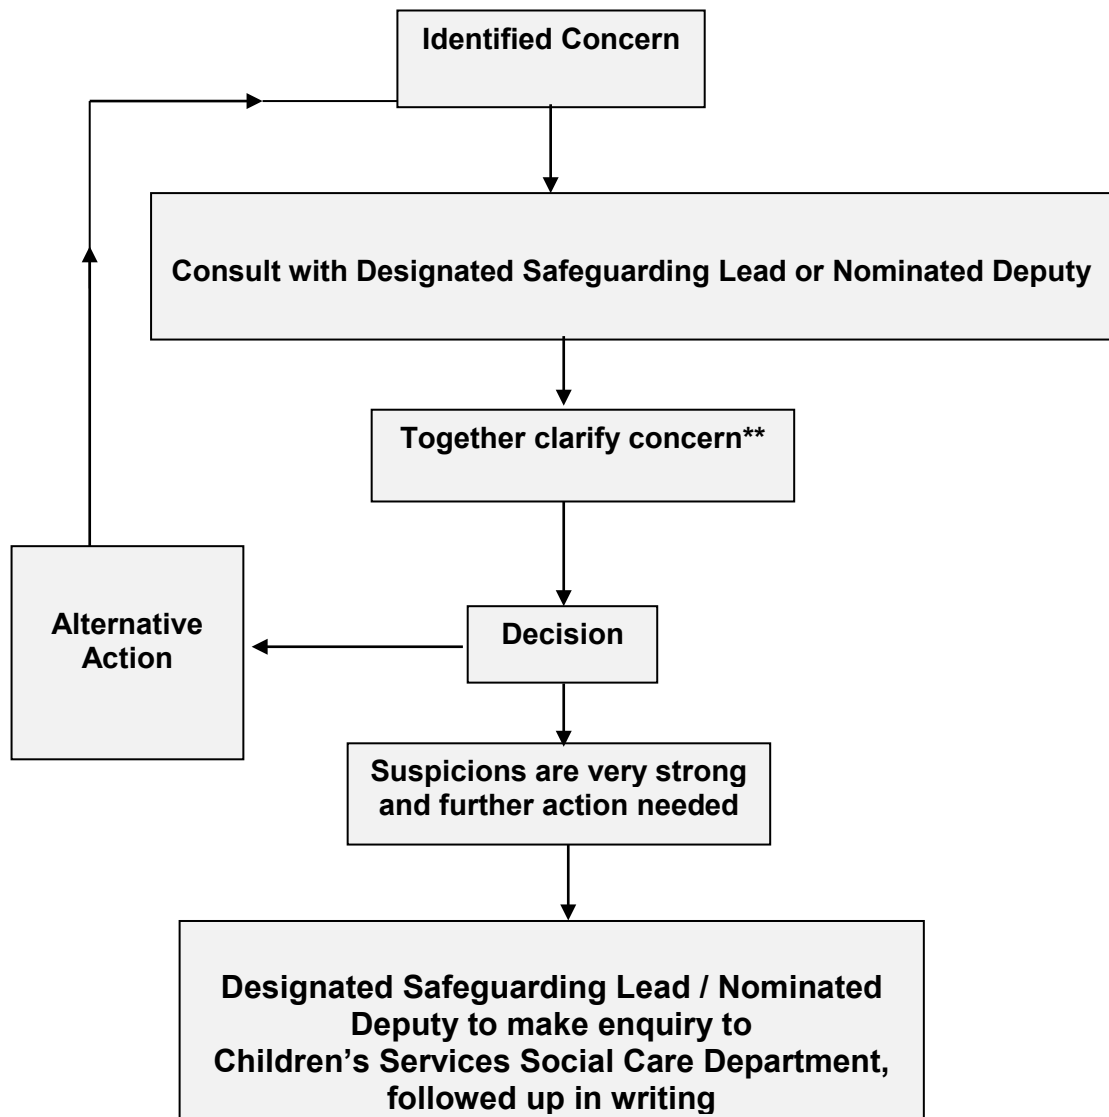 Identified Concern
Consult with Designated Safeguarding Lead or Nominated Deputy
Together clarify concern**
Alternative
Action
Decision
Suspicions are very strong
and further action needed
Designated Safeguarding Lead / Nominated
Deputy to make enquiry to
Children’s Services Social Care Department,
followed up in writing